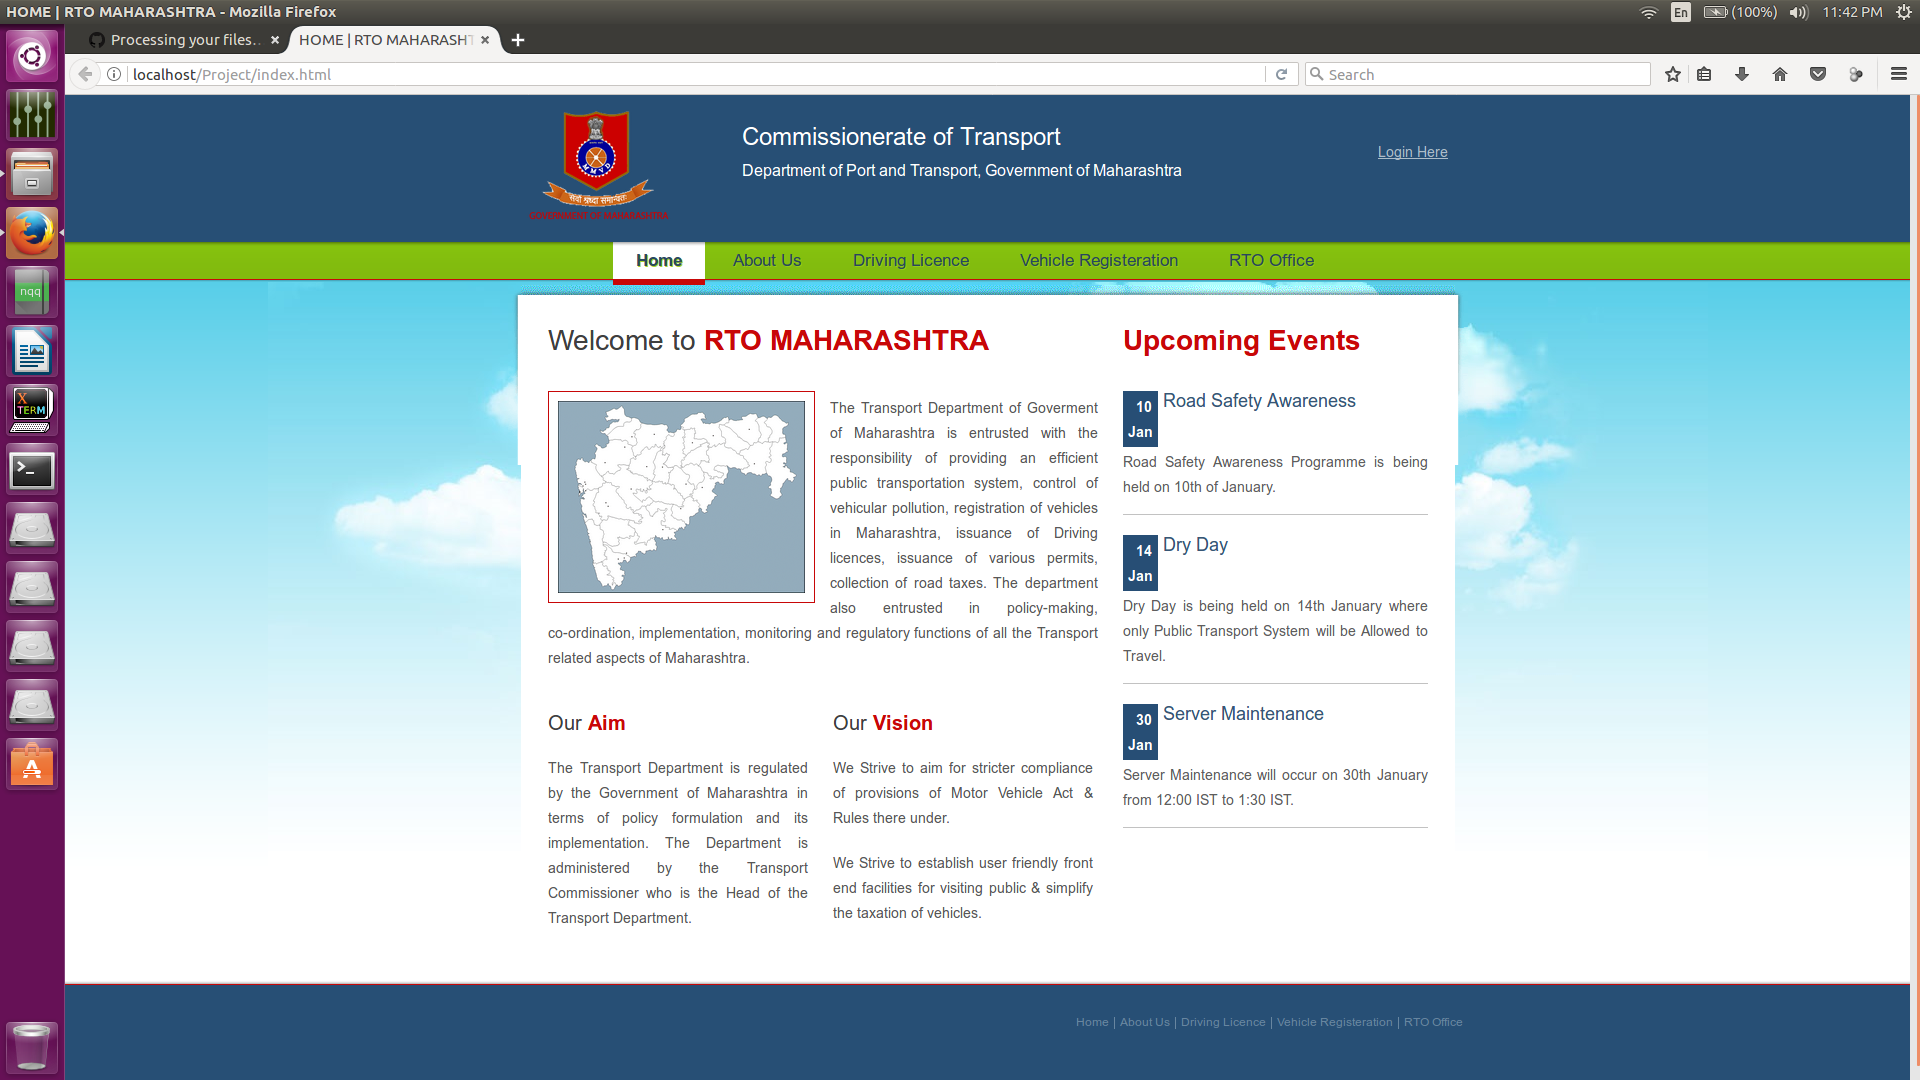 HOME | RTO MAHARASHTRA - Mozilla Firefox
En
(100%)
11:42 PM
Processing your files…
HOME | RTO MAHARASHT
localhost/Project/index.html
Search
MMVD
GOVERNMENT OF MAHARASHTRA
Commissionerate of Transport
Department of Port and Transport, Government of Maharashtra
Login Here
Home
About Us
Driving Licence
Vehicle Registeration
RTO Office
nqq
X
TERM
Welcome to RTO MAHARASHTRA
The Transport Department of Goverment
of Maharashtra is entrusted with the
responsibility of providing an efficient
public transportation system, control of
vehicular pollution, registration of vehicles
in Maharashtra, issuance of Driving
licences, issuance of various permits,
collection of road taxes. The department
also entrusted in policy-making,
co-ordination, implementation, monitoring and regulatory functions of all the Transport
related aspects of Maharashtra.
Our Aim
The Transport Department is regulated
by the Government of Maharashtra in
terms of policy formulation and its
implementation. The Department is
administered by the Transport
Commissioner who is the Head of the
Transport Department.
Our Vision
We Strive to aim for stricter compliance
of provisions of Motor Vehicle Act &
Rules there under.
We Strive to establish user friendly front
end facilities for visiting public & simplify
the taxation of vehicles.
Upcoming Events
10
Jan
Road Safety Awareness
Road Safety Awareness Programme is being
held on 10th of January.
14
Jan
Dry Day
Dry Day is being held on 14th January where
only Public Transport System will be Allowed to
Travel.
30
Jan
Server Maintenance
Server Maintenance will occur on 30th January
from 12:00 IST to 1:30 IST.
Home | About Us | Driving Licence | Vehicle Registeration | RTO Office